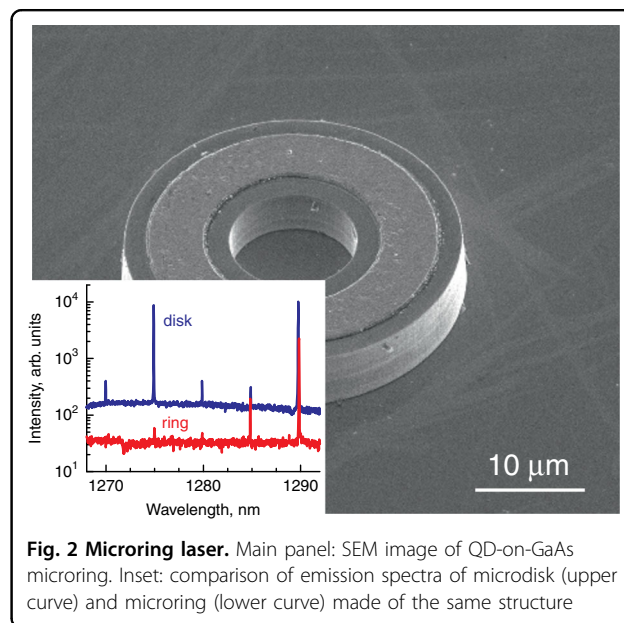 Intensity, arb. units
10⁴
10³
10²
10¹
disk
ring
1270
1280
1290
Wavelength, nm
10 μm
Fig. 2 Microring laser. Main panel: SEM image of QD-on-GaAs
microring. Inset: comparison of emission spectra of microdisk (upper
curve) and microring (lower curve) made of the same structure